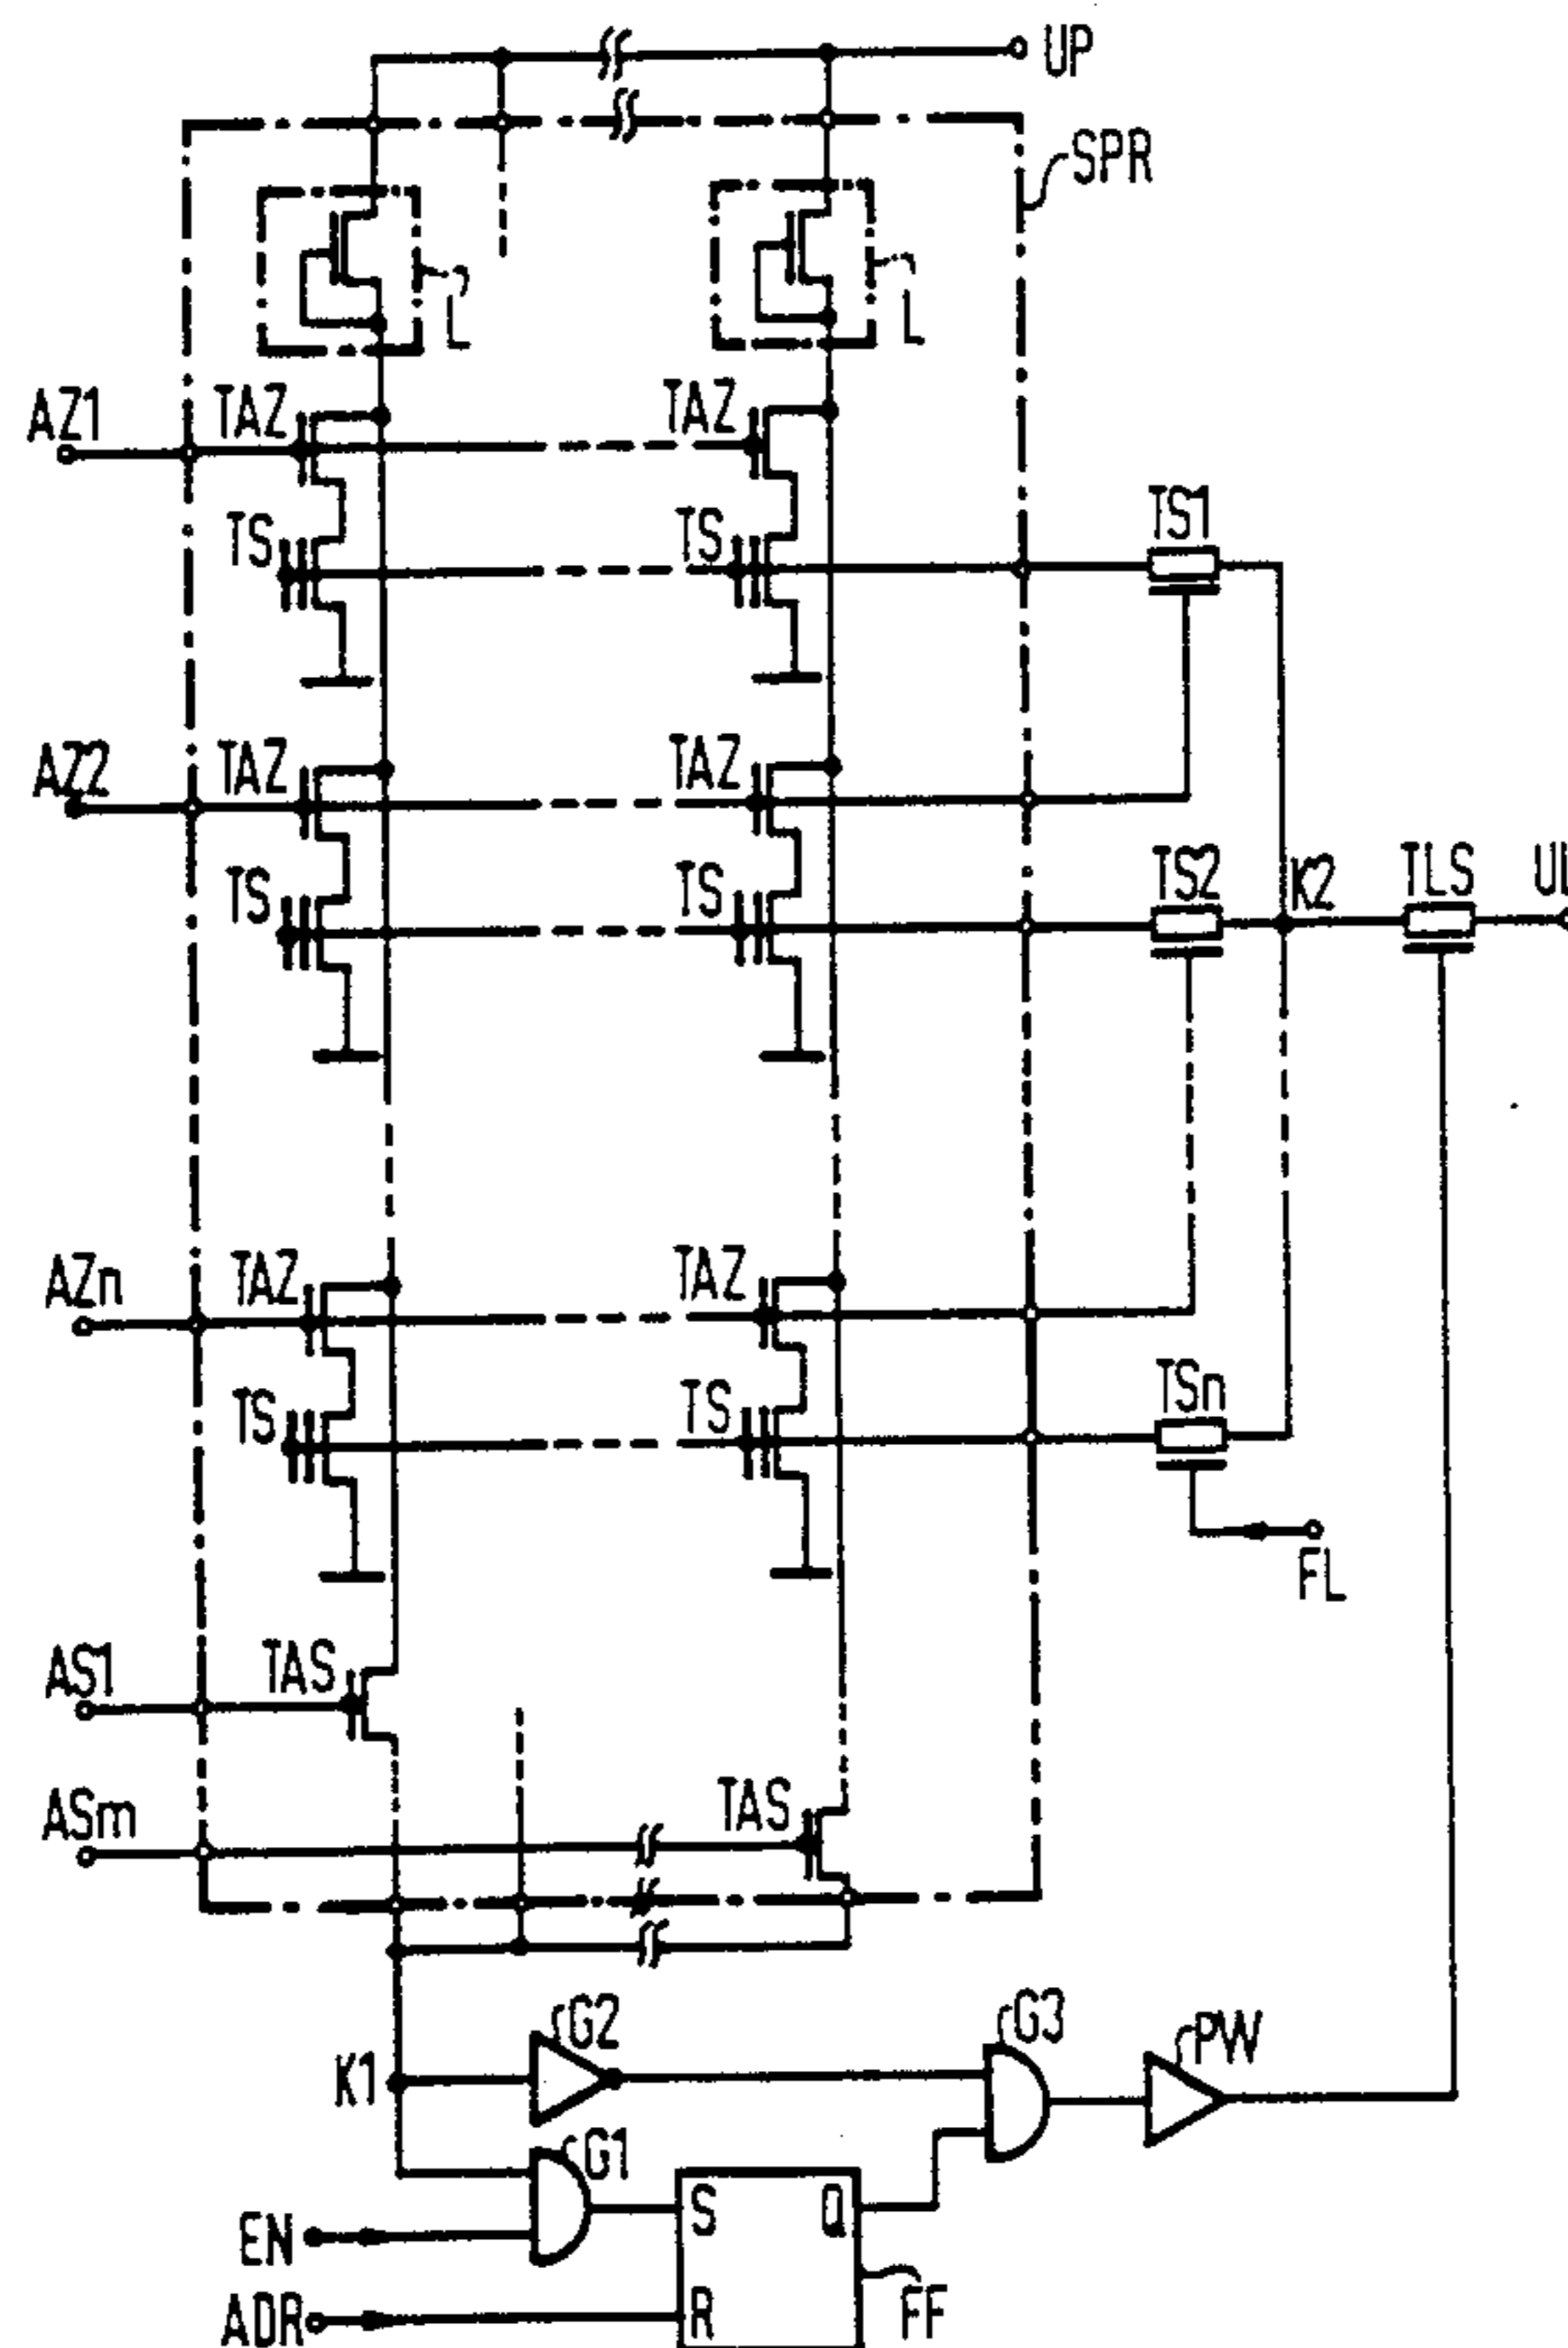 UP
SPR
L L
AZ1 TAZ TAZ
TS TS TS1
AZ2 TAZ TAZ
TS TS TS2 K2 TLS
AZn TAZ TAZ
TS TS TSn
FL
AS1 TAS
ASm TAS
G2 G3 PW
K1
G1
EN S Q
ADR R FF